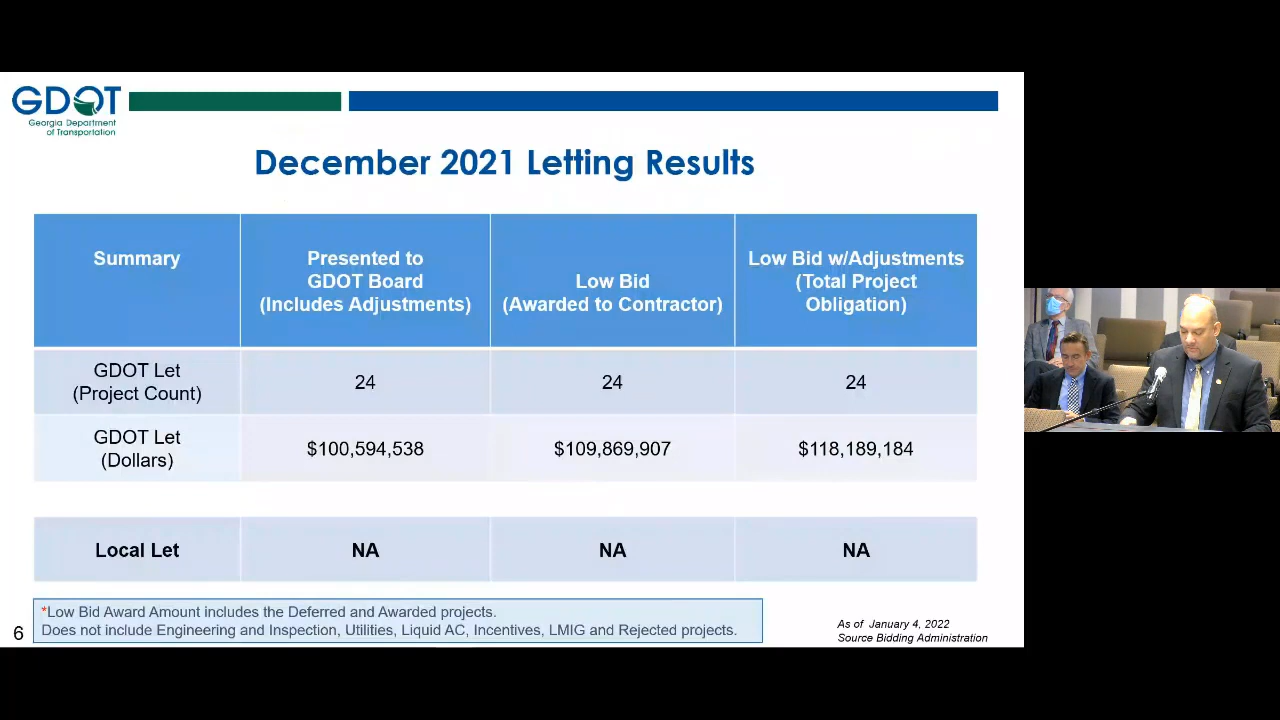 GDOT
Georgia Department
of Transportation
December 2021 Letting Results
Summary
Presented to
GDOT Board
(Includes Adjustments)
Low Bid
(Awarded to Contractor)
Low Bid w/Adjustments
(Total Project
Obligation)
GDOT Let
(Project Count)
24
24
24
GDOT Let
(Dollars)
$100,594,538
$109,869,907
$118,189,184
Local Let
NA
NA
NA
*Low Bid Award Amount includes the Deferred and Awarded projects.
Does not include Engineering and Inspection, Utilities, Liquid AC, Incentives, LMIG and Rejected projects.
As of January 4, 2022
Source Bidding Administration
6